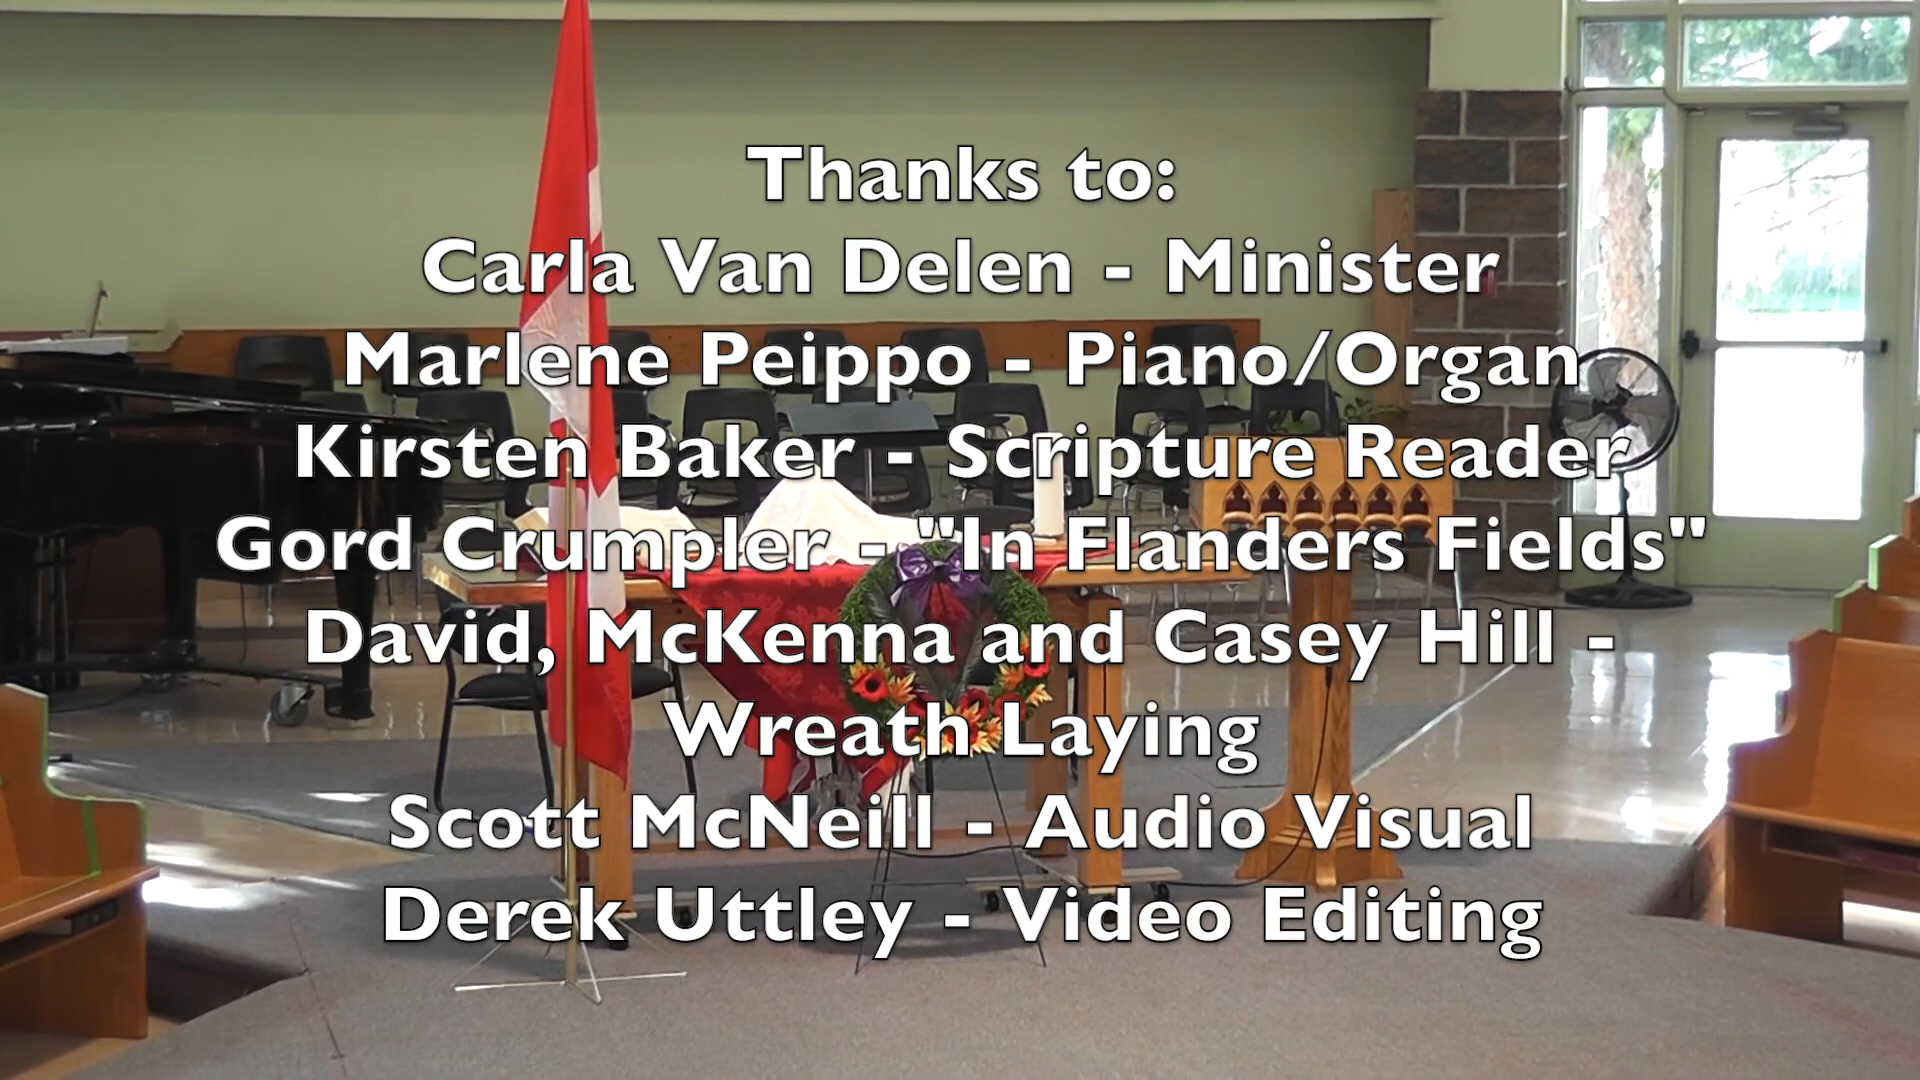 Thanks to:
Carla Van Delen - Minister
Marlene Peippo - Piano/Organ
Kirsten Baker - Scripture Reader
Gord Crumpler - "In Flanders Fields"
David, McKenna and Casey Hill -
Wreath Laying
Scott McNeill - Audio Visual
Derek Uttley - Video Editing